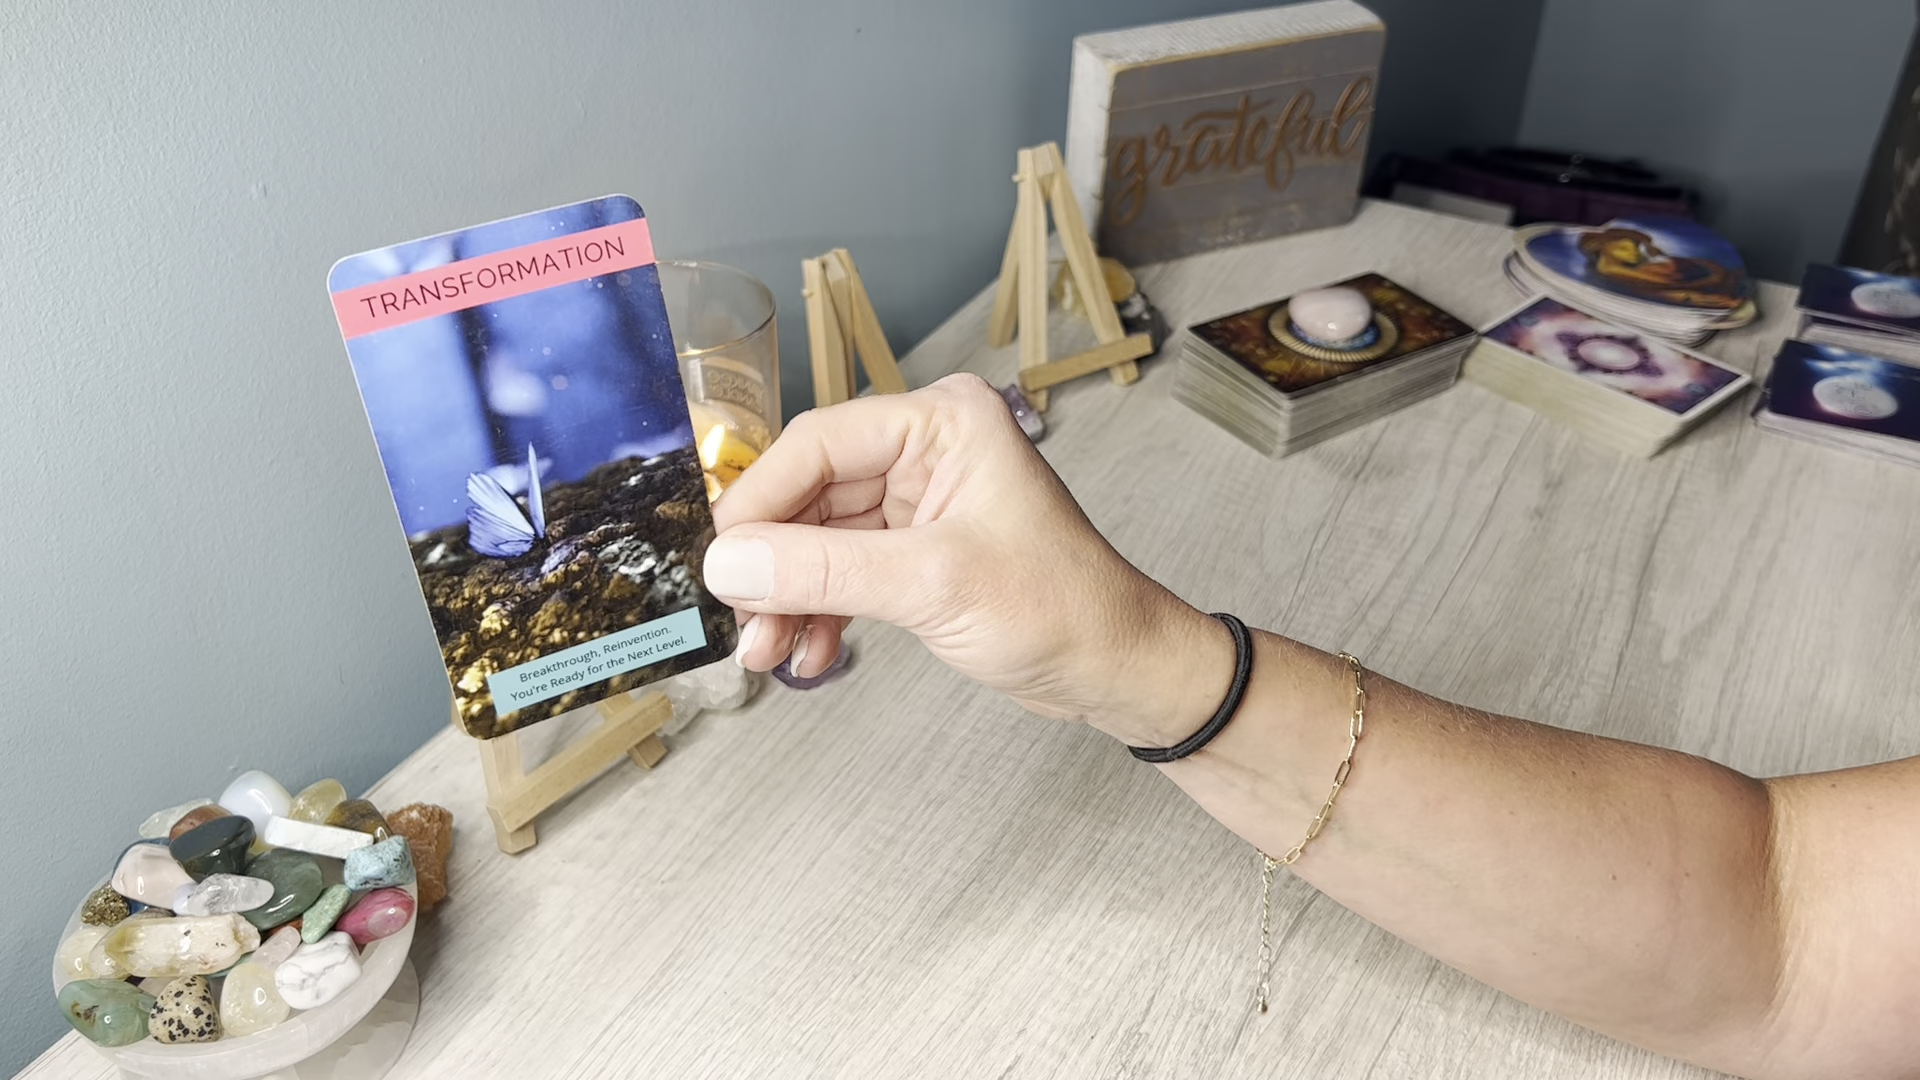 TRANSFORMATION
Breakthrough, Reinvention.
You're Ready for the Next Level.
grateful